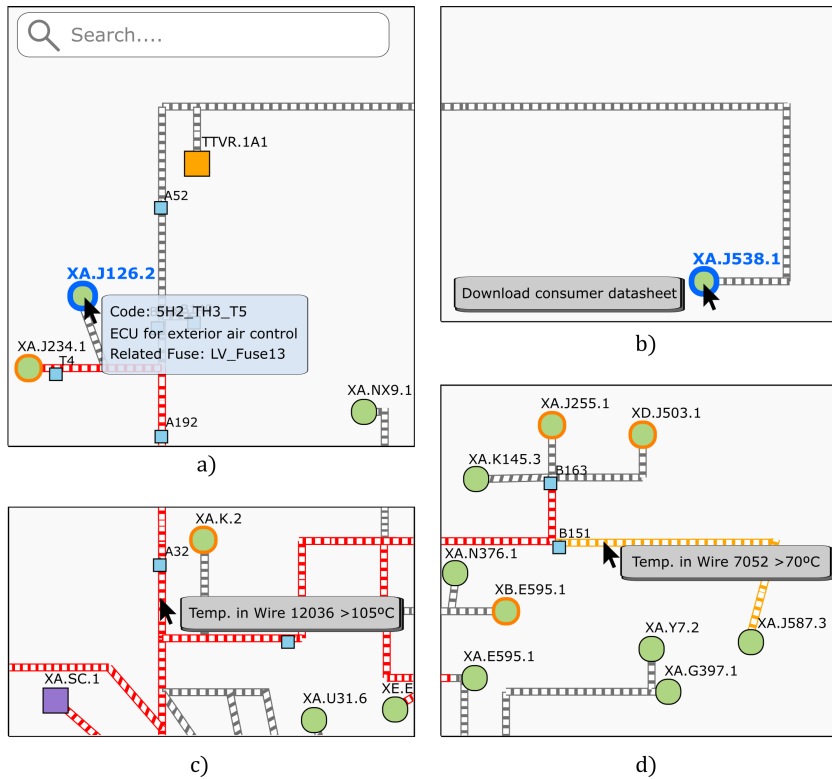 Search....
TTVR.1A1
A52
XA.J126.2
Code: 5H2_TH3_T5
ECU for exterior air control
Related Fuse: LV_Fuse13
XA.J234.1
T4
XA.NX9.1
A192
a)
XA.J538.1
Download consumer datasheet
b)
XA.K.2
A32
Temp. in Wire 12036 >105ºC
XA.SC.1
XA.U31.6
XE.E
c)
XA.J255.1
XD.J503.1
XA.K145.3
B163
B151
XA.N376.1
Temp. in Wire 7052 >70ºC
XB.E595.1
XA.Y7.2
XA.J587.3
XA.E595.1
XA.G397.1
d)